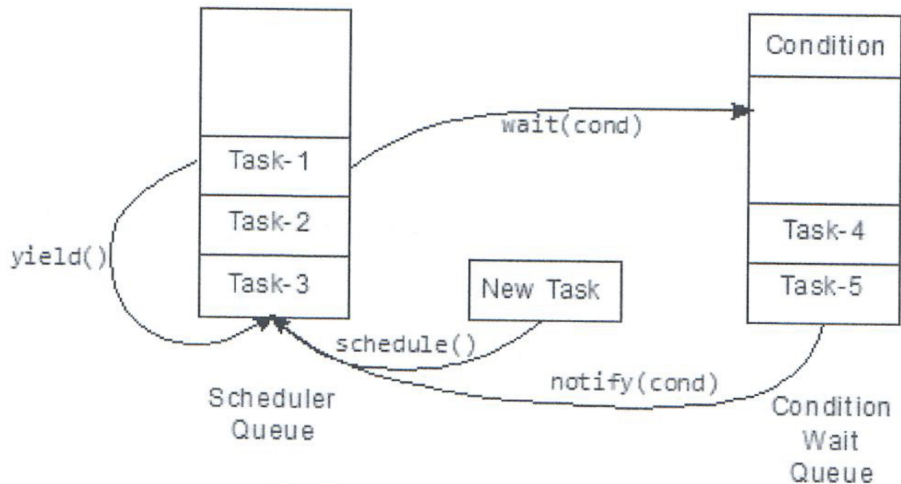 Condition
wait(cond)
Task-1
Task-2
Task-4
yield()
Task-3
New Task
Task-5
schedule()
notify(cond)
Scheduler
Queue
Condition
Wait
Queue